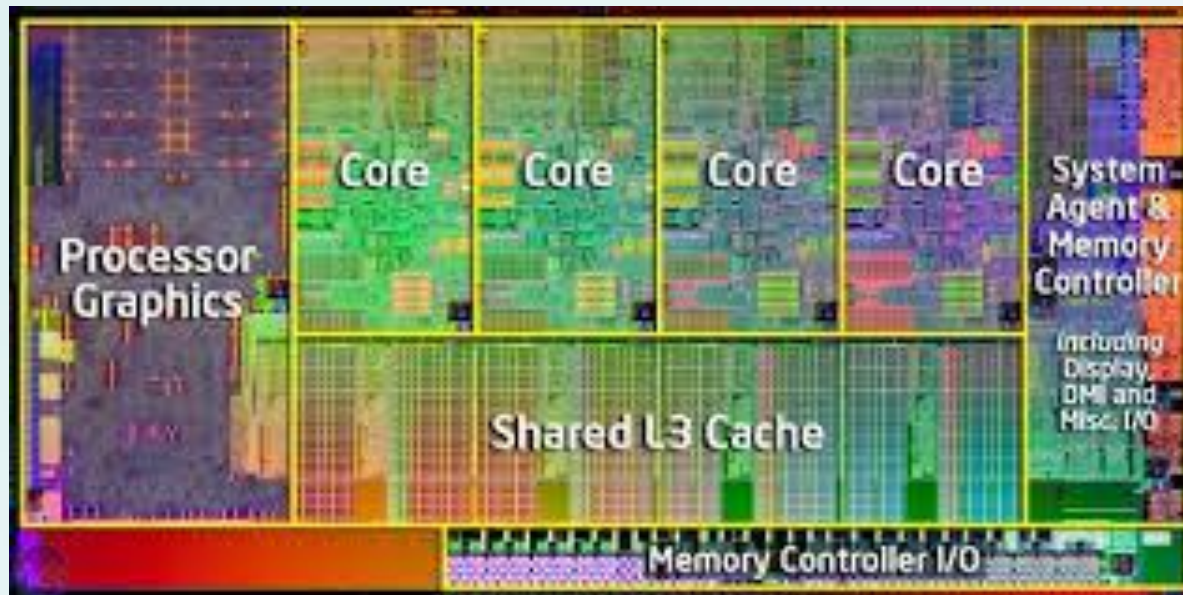 Processor
Graphics
Core
Core
Core
Core
System
Agent &
Memory
Controller
including
Display,
DMI and
Misc. I/O
Shared L3 Cache
Memory Controller I/O